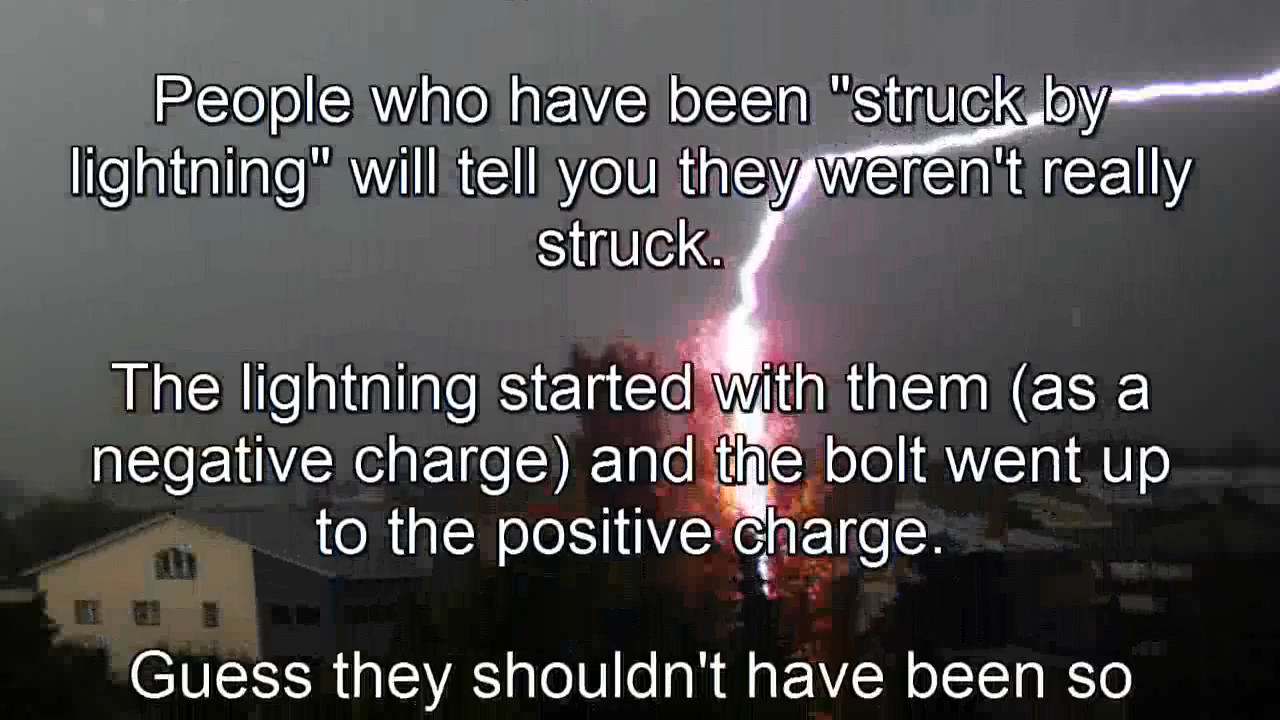 People who have been "struck by
lightning" will tell you they weren't really
struck.
The lightning started with them (as a
negative charge) and the bolt went up
to the positive charge.
Guess they shouldn't have been so